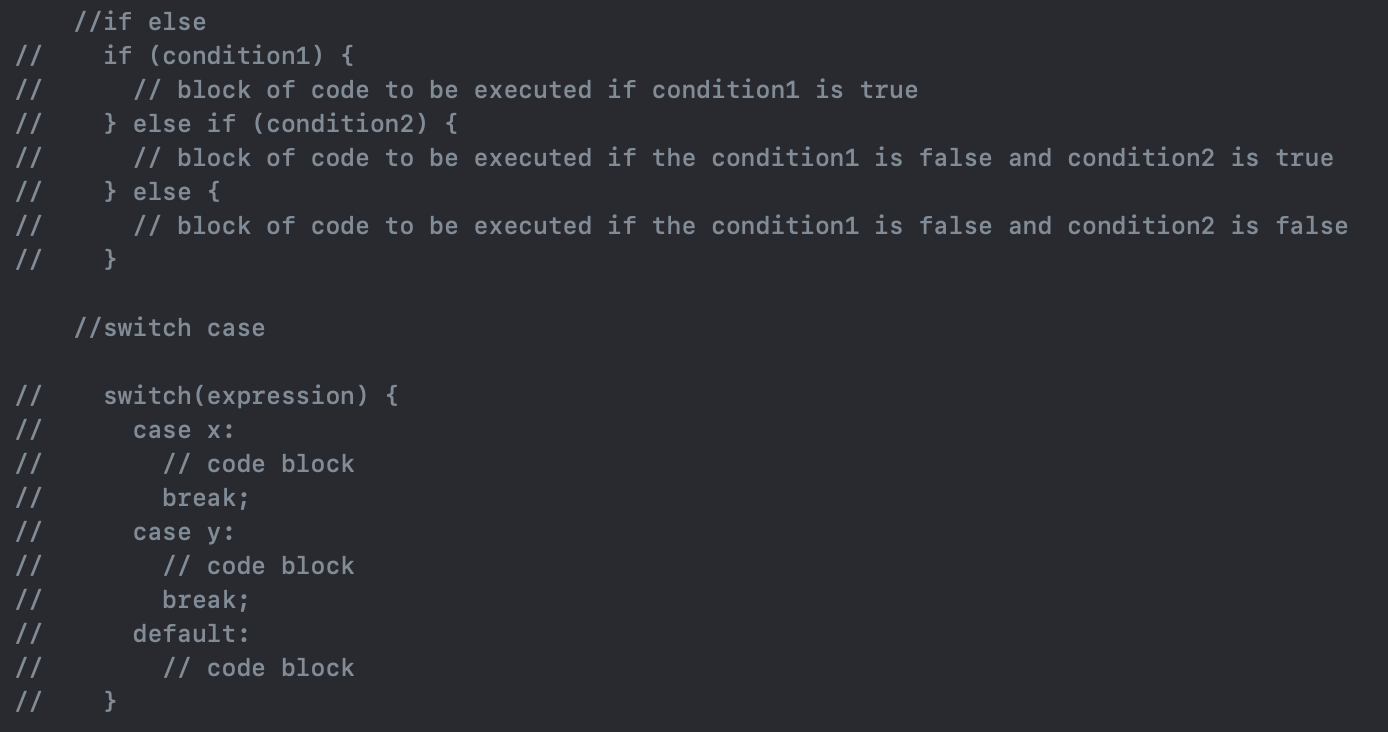 //if else
//    if (condition1) {
//      // block of code to be executed if condition1 is true
//    } else if (condition2) {
//      // block of code to be executed if the condition1 is false and condition2 is true
//    } else {
//      // block of code to be executed if the condition1 is false and condition2 is false
//    }

    //switch case

//    switch(expression) {
//      case x:
//        // code block
//        break;
//      case y:
//        // code block
//        break;
//      default:
//        // code block
//    }